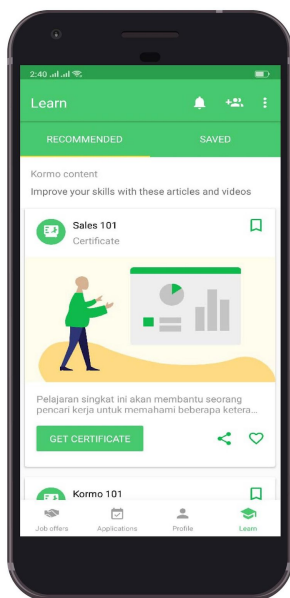 2:40
Learn
RECOMMENDED SAVED
Kormo content
Improve your skills with these articles and videos
Sales 101
Certificate
Pelajaran singkat ini akan membantu seorang
pencari kerja untuk memahami beberapa ketera...
GET CERTIFICATE
Kormo 101
Job offers Applications Profile Learn